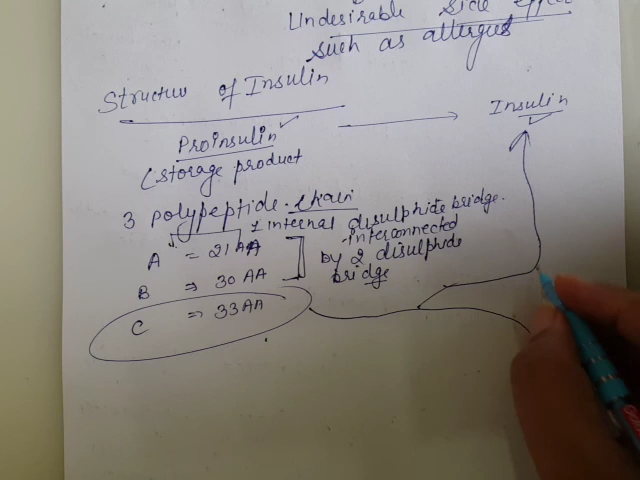 Undesirable side effec
such as allergies
Structure of Insulin
Proinsulin
Insulin
(storage product
3 polypeptide chain
1 internal disulphide bridge.
A = 21 AA
interconnected
by 2 disulphide
bridge
B ⇒ 30 AA
C ⇒ 33 AA